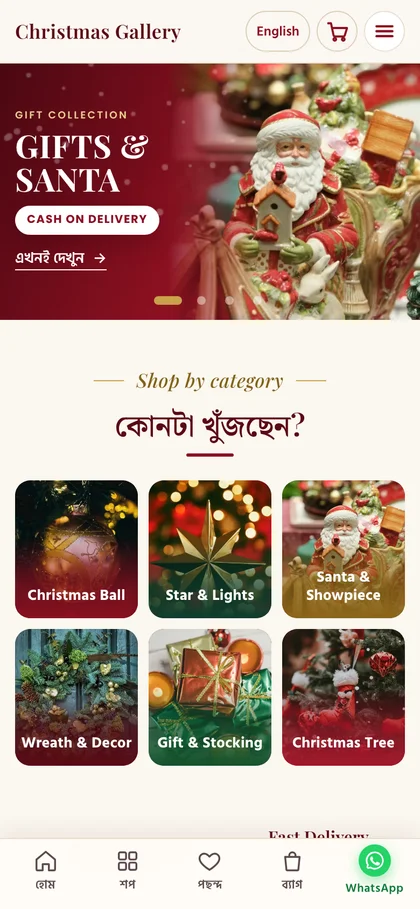 Christmas Gallery
English
GIFT COLLECTION
GIFTS &
SANTA
CASH ON DELIVERY
এখনই দেখুন →
Shop by category
কোনটা খুঁজছেন?
Christmas Ball
Star & Lights
Santa &
Showpiece
Wreath & Decor
Gift & Stocking
Christmas Tree
Fast Delivery
হোম
শপ
পছন্দ
ব্যাগ
WhatsApp